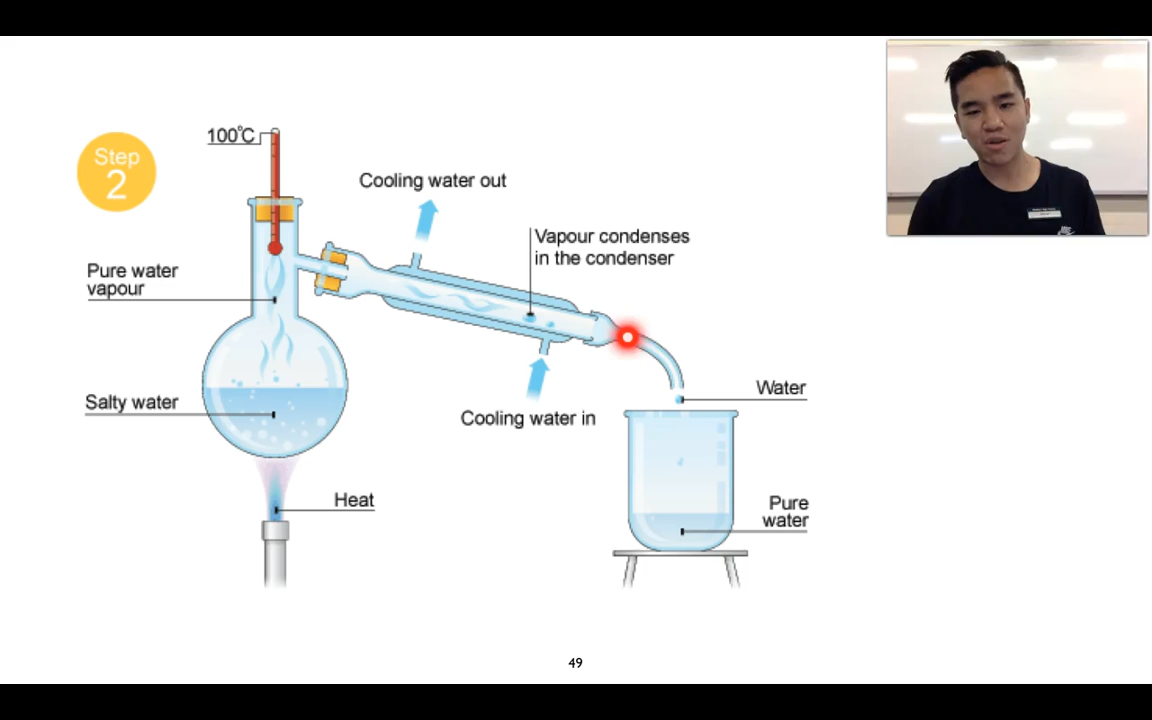 Step
2
100°C
Cooling water out
Vapour condenses
in the condenser
Pure water
vapour
Salty water
Cooling water in
Water
Heat
Pure
water
49